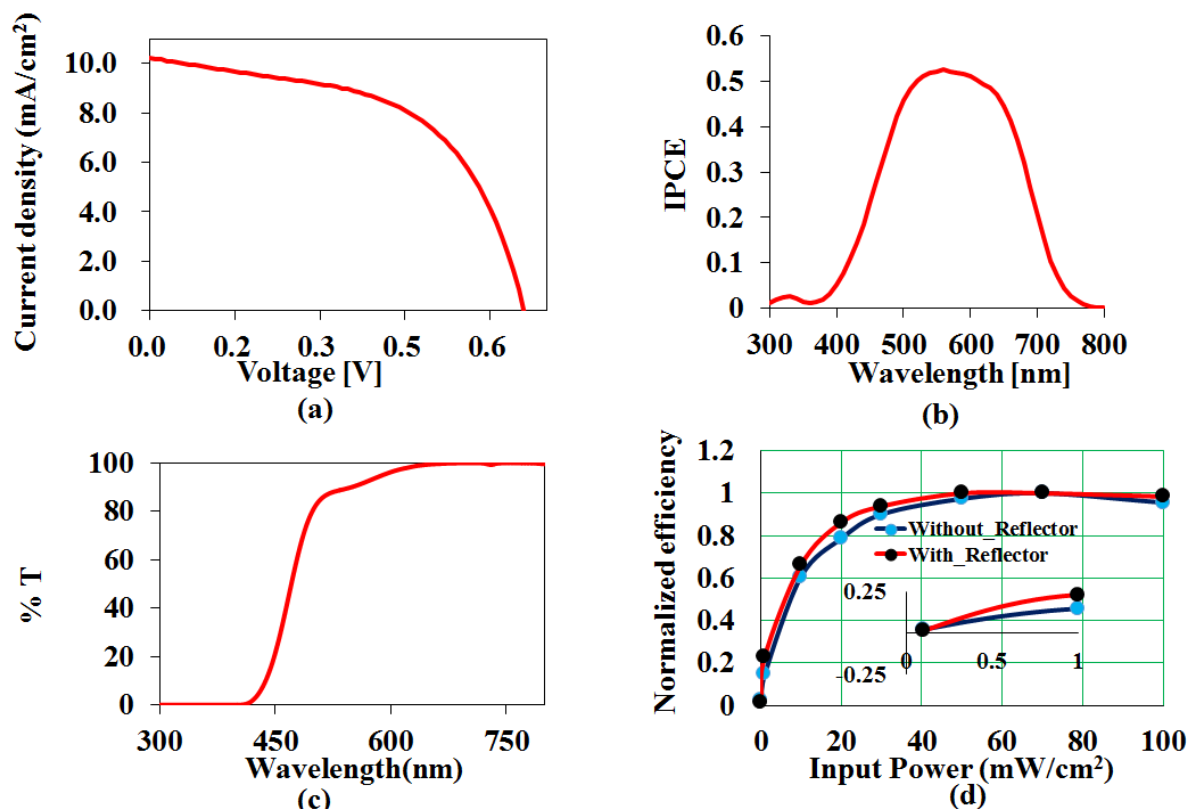 Current density (mA/cm²)
10.0
8.0
6.0
4.0
2.0
0.0
0.0 0.2 0.3 0.5 0.6
Voltage [V]
(a)
IPCE
0.6
0.5
0.4
0.3
0.2
0.1
0
300 400 500 600 700 800
Wavelength [nm]
(b)
% T
100
80
60
40
20
0
300 450 600 750
Wavelength(nm)
(c)
Normalized efficiency
1.2
1
0.8
0.6
0.4
0.2
0
Without_Reflector
With_Reflector
0.25
-0.25
0 0.5 1
0 20 40 60 80 100
Input Power (mW/cm²)
(d)